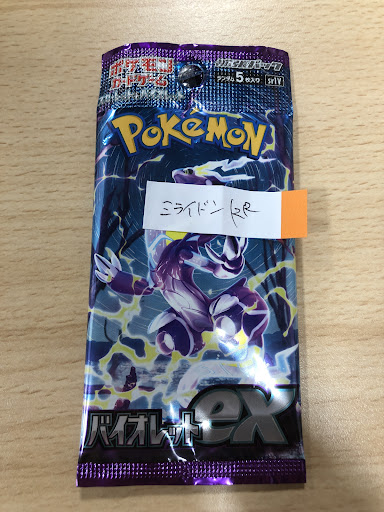 ポケモン
カードゲーム
拡張パック
ランダム5枚入り
SV1V
POKÉMON
ミライドン RR
バイオレットex